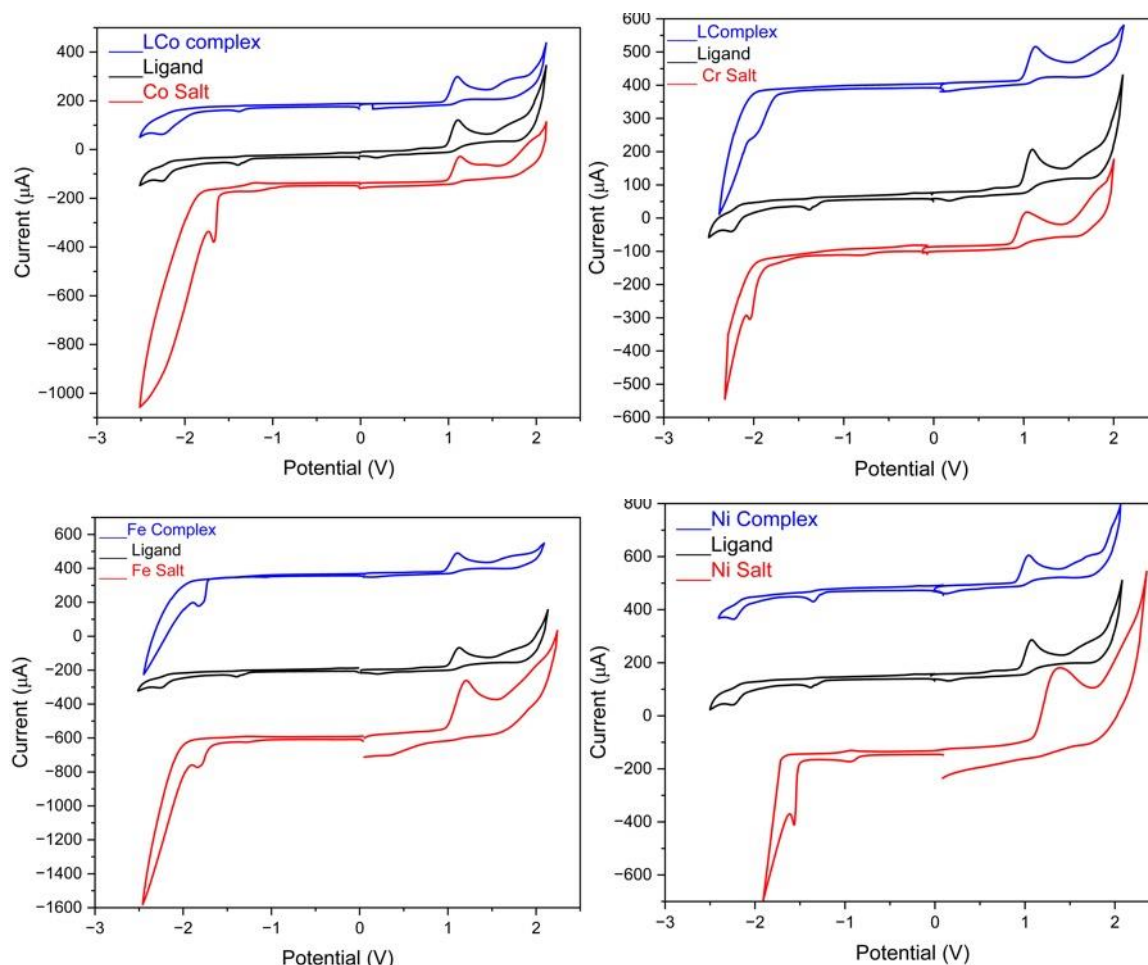 LCo complex
Ligand
Co Salt
400
200
0
−200
−400
−600
−800
−1000
Current (µA)
−3 −2 −1 0 1 2
Potential (V)
LComplex
Ligand
Cr Salt
600
500
400
300
200
100
0
−100
−200
−300
−400
−500
−600
Current (µA)
−3 −2 −1 0 1 2
Potential (V)
Fe Complex
Ligand
Fe Salt
600
400
200
0
−200
−400
−600
−800
−1000
−1200
−1400
−1600
Current (µA)
−3 −2 −1 0 1 2
Potential (V)
Ni Complex
Ligand
Ni Salt
800
600
400
200
0
−200
−400
−600
Current (µA)
−3 −2 −1 0 1 2
Potential (V)